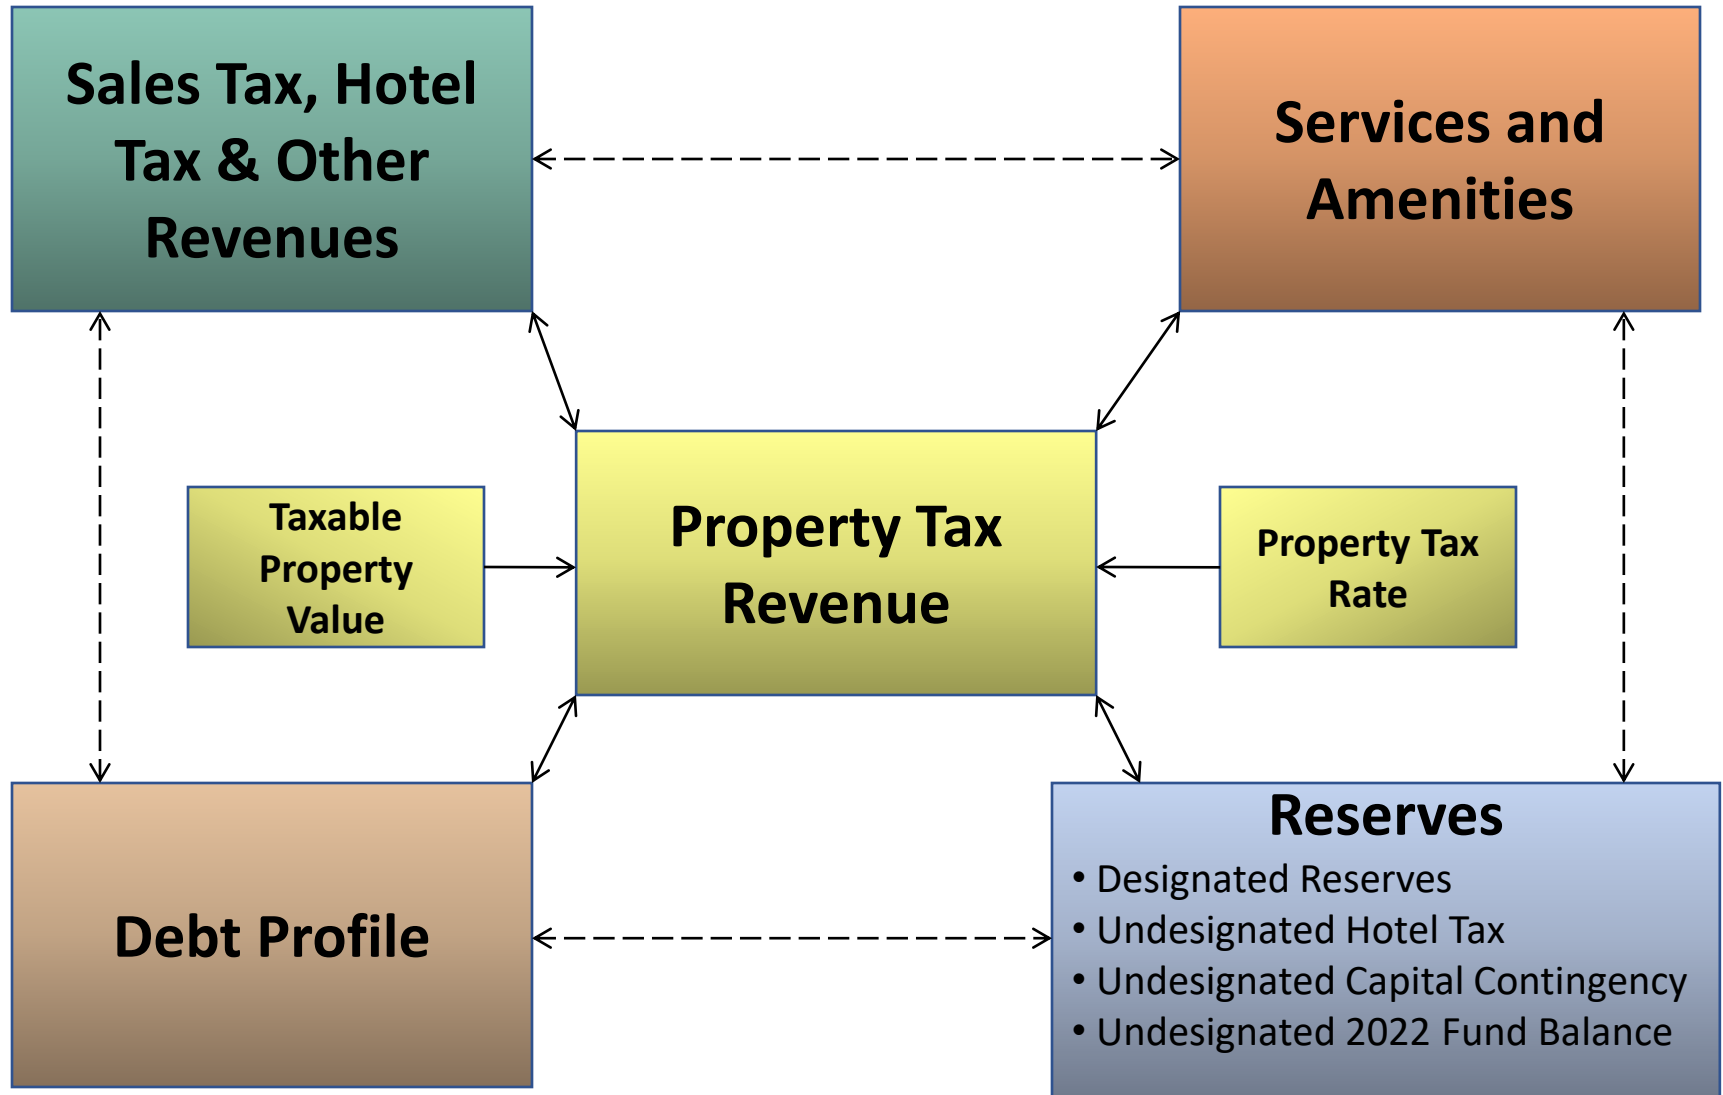 Sales Tax, Hotel
Tax & Other
Revenues
Services and
Amenities
Taxable
Property
Value
Property Tax
Revenue
Property Tax
Rate
Debt Profile
Reserves
• Designated Reserves
• Undesignated Hotel Tax
• Undesignated Capital Contingency
• Undesignated 2022 Fund Balance